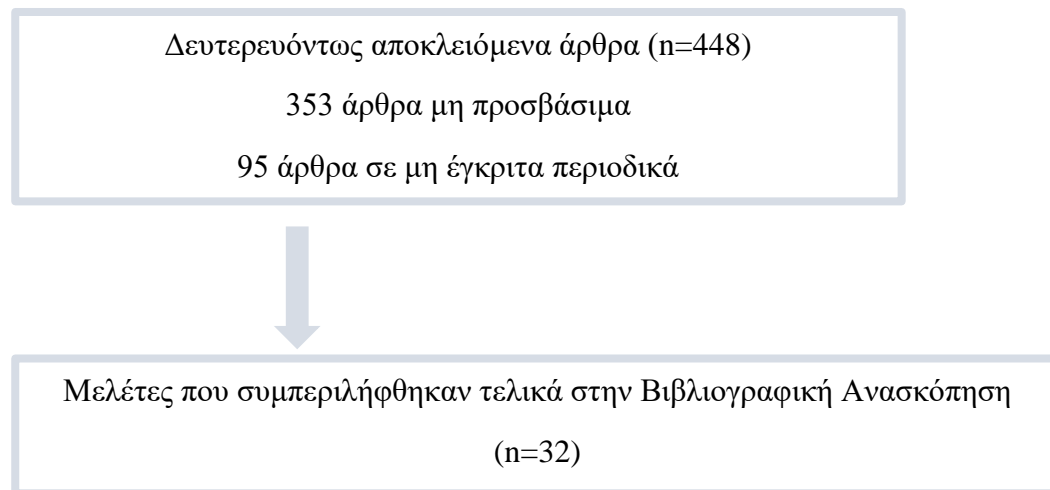 Δευτερευόντως αποκλειόμενα άρθρα (n=448)
353 άρθρα μη προσβάσιμα
95 άρθρα σε μη έγκριτα περιοδικά
Μελέτες που συμπεριλήφθηκαν τελικά στην Βιβλιογραφική Ανασκόπηση
(n=32)